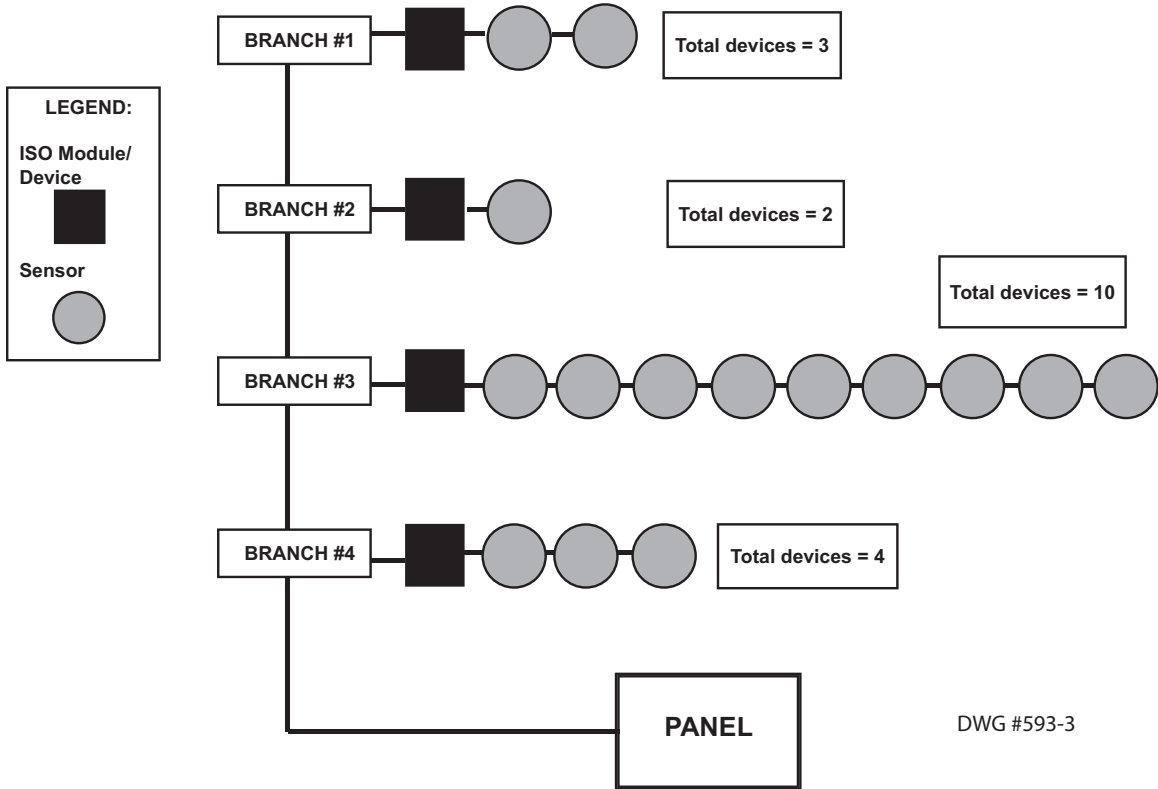 BRANCH #1
Total devices = 3
LEGEND:
ISO Module/
Device
Sensor
BRANCH #2
Total devices = 2
Total devices = 10
BRANCH #3
BRANCH #4
Total devices = 4
PANEL
DWG #593-3